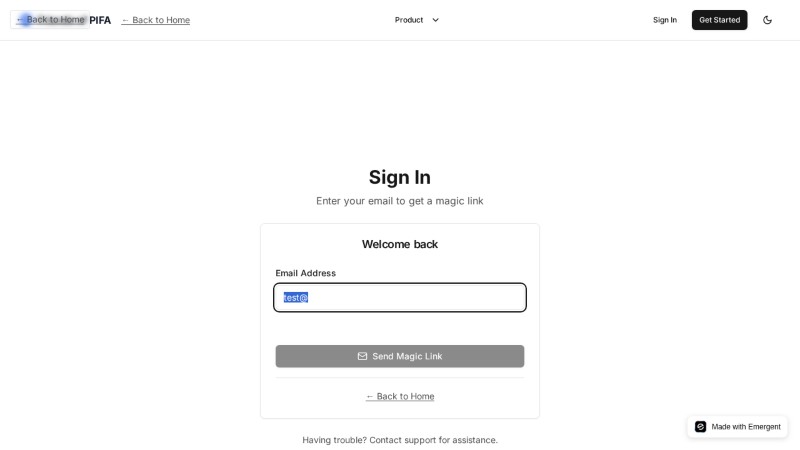 ← Back to Home PIFA ← Back to Home Product Sign In Get Started
Sign In
Enter your email to get a magic link
Welcome back
Email Address
test@
Send Magic Link
← Back to Home
Made with Emergent
Having trouble? Contact support for assistance.